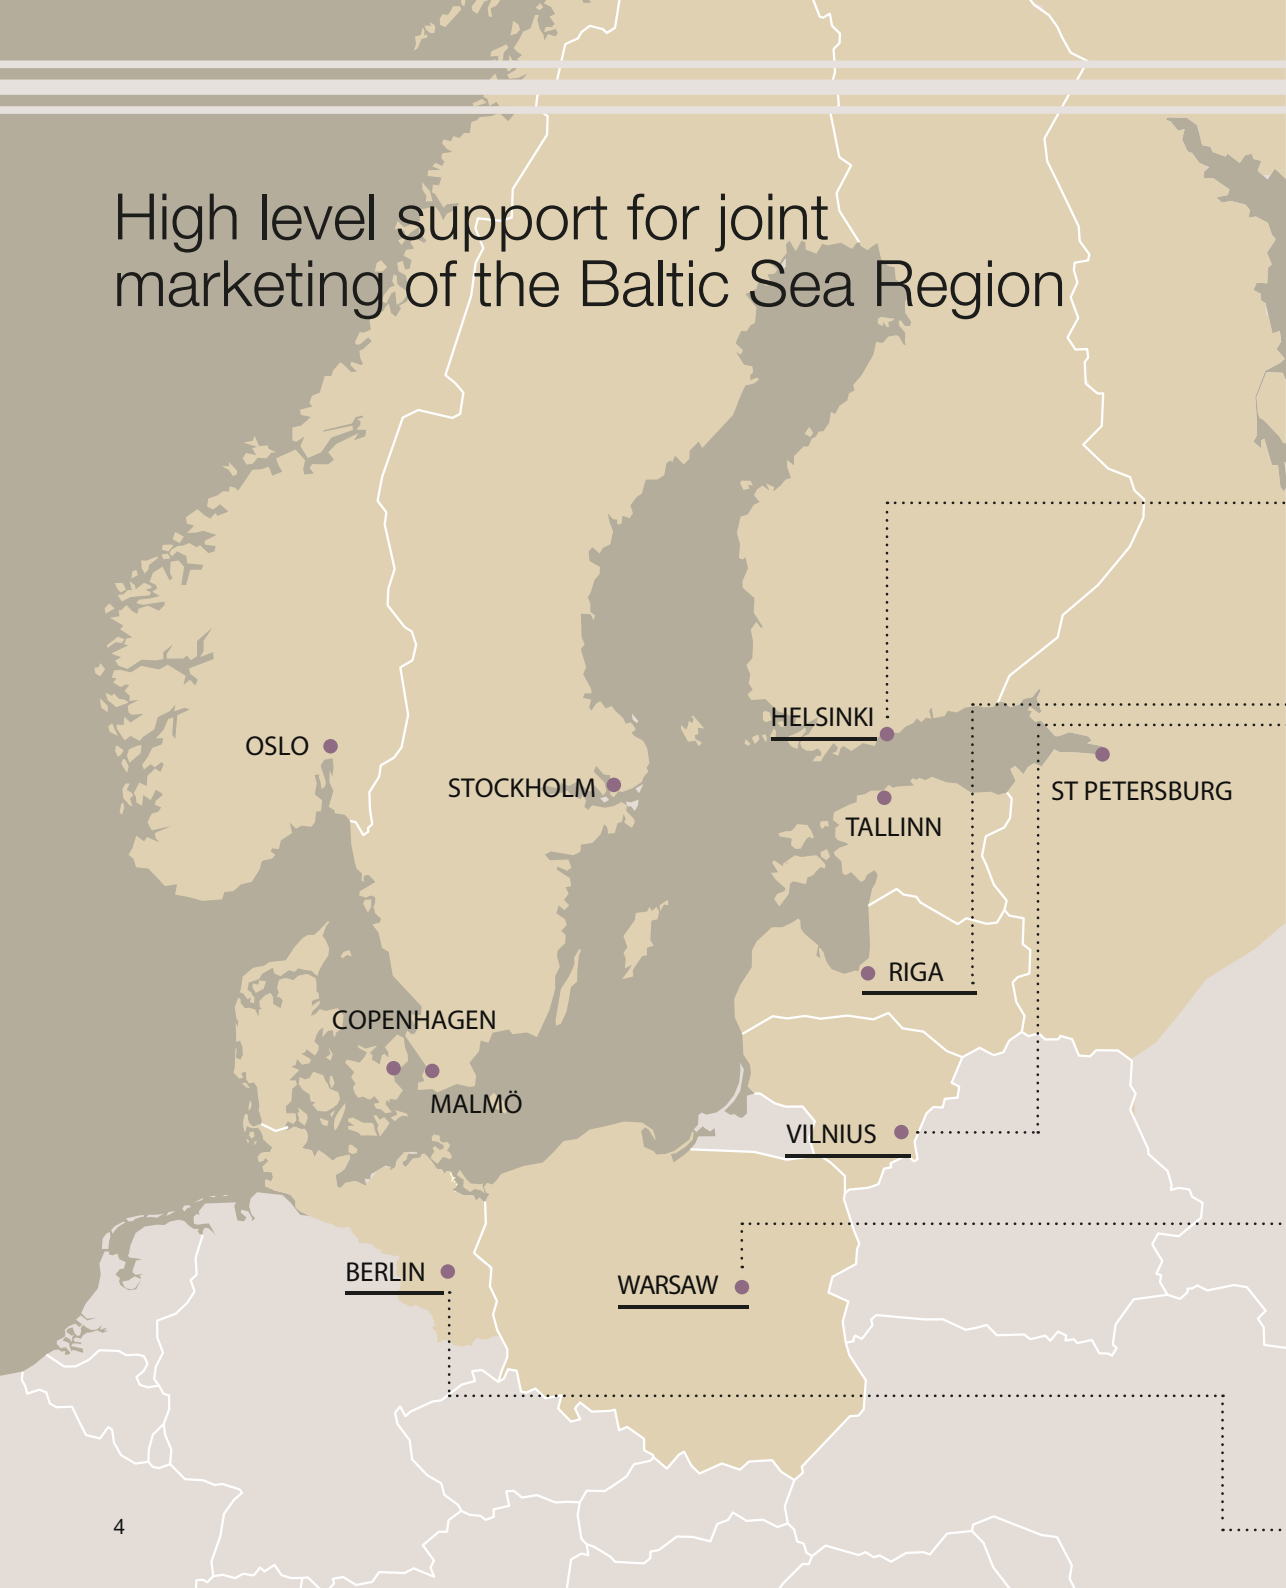 High level support for joint
marketing of the Baltic Sea Region
HELSINKI
OSLO
STOCKHOLM
ST PETERSBURG
TALLINN
RIGA
COPENHAGEN
MALMÖ
VILNIUS
BERLIN
WARSAW
4